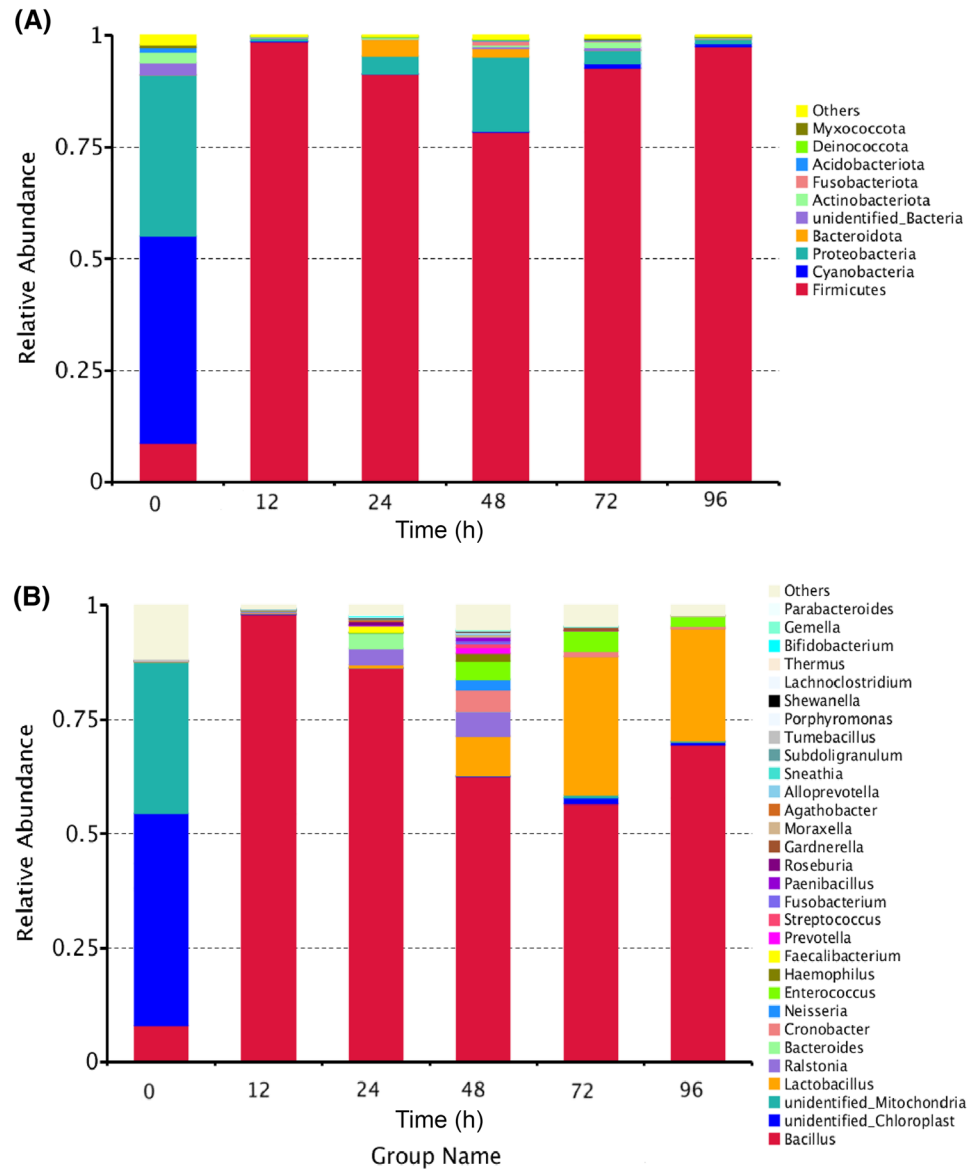 (A)
Relative Abundance
1
0.75
0.5
0.25
0
0 12 24 48 72 96
Time (h)
Others
Myxococcota
Deinococcota
Acidobacteriota
Fusobacteriota
Actinobacteriota
unidentified_Bacteria
Bacteroidota
Proteobacteria
Cyanobacteria
Firmicutes
(B)
Relative Abundance
1
0.75
0.5
0.25
0
0 12 24 48 72 96
Time (h)
Group Name
Others
Parabacteroides
Gemella
Bifidobacterium
Thermus
Lachnoclostridium
Shewanella
Porphyromonas
Tumebacillus
Subdoligranulum
Sneathia
Alloprevotella
Agathobacter
Moraxella
Gardnerella
Roseburia
Paenibacillus
Fusobacterium
Streptococcus
Prevotella
Faecalibacterium
Haemophilus
Enterococcus
Neisseria
Cronobacter
Bacteroides
Ralstonia
Lactobacillus
unidentified_Mitochondria
unidentified_Chloroplast
Bacillus